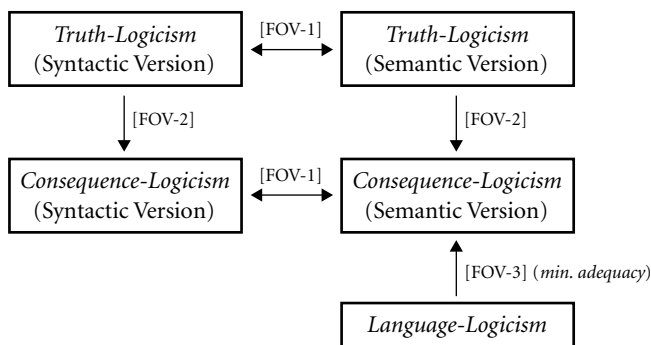 Truth-Logicism [FOV-1] Truth-Logicism
(Syntactic Version) (Semantic Version)
[FOV-2] [FOV-2]
Consequence-Logicism [FOV-1] Consequence-Logicism
(Syntactic Version) (Semantic Version)
[FOV-3] (min. adequacy)
Language-Logicism